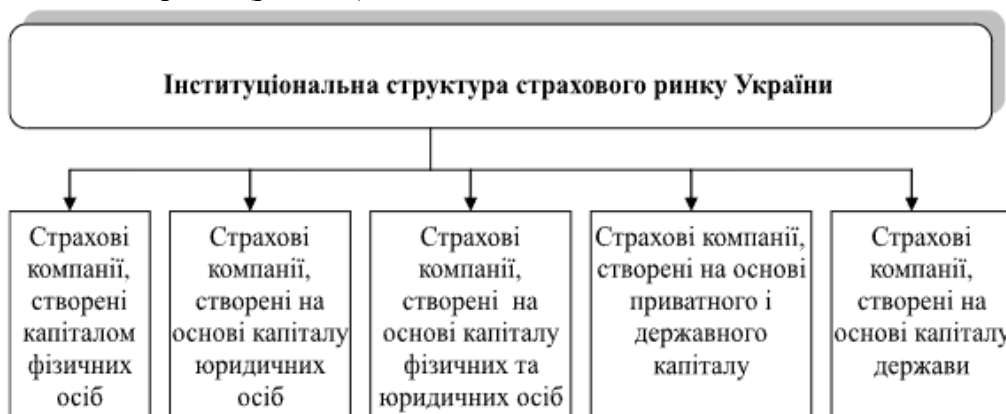 Інституціональна структура страхового ринку України
Страхові
компанії,
створені
капіталом
фізичних
осіб
Страхові
компанії,
створені на
основі капіталу
юридичних
осіб
Страхові
компанії,
створені на
основі капіталу
фізичних та
юридичних осіб
Страхові компанії,
створені на основі
приватного і
державного
капіталу
Страхові
компанії,
створені на
основі капіталу
держави